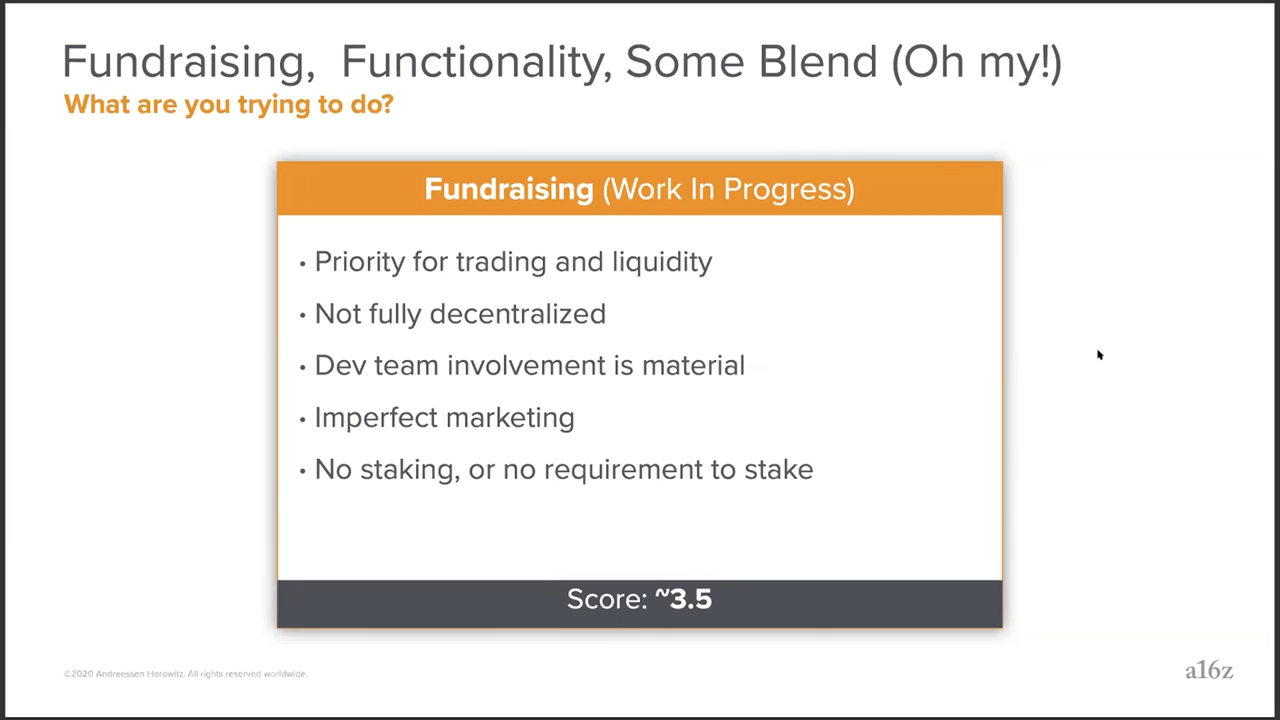 Fundraising, Functionality, Some Blend (Oh my!)
What are you trying to do?
Fundraising (Work In Progress)
• Priority for trading and liquidity
• Not fully decentralized
• Dev team involvement is material
• Imperfect marketing
• No staking, or no requirement to stake
Score: ~3.5
©2020 Andreessen Horowitz. All rights reserved worldwide.
a16z